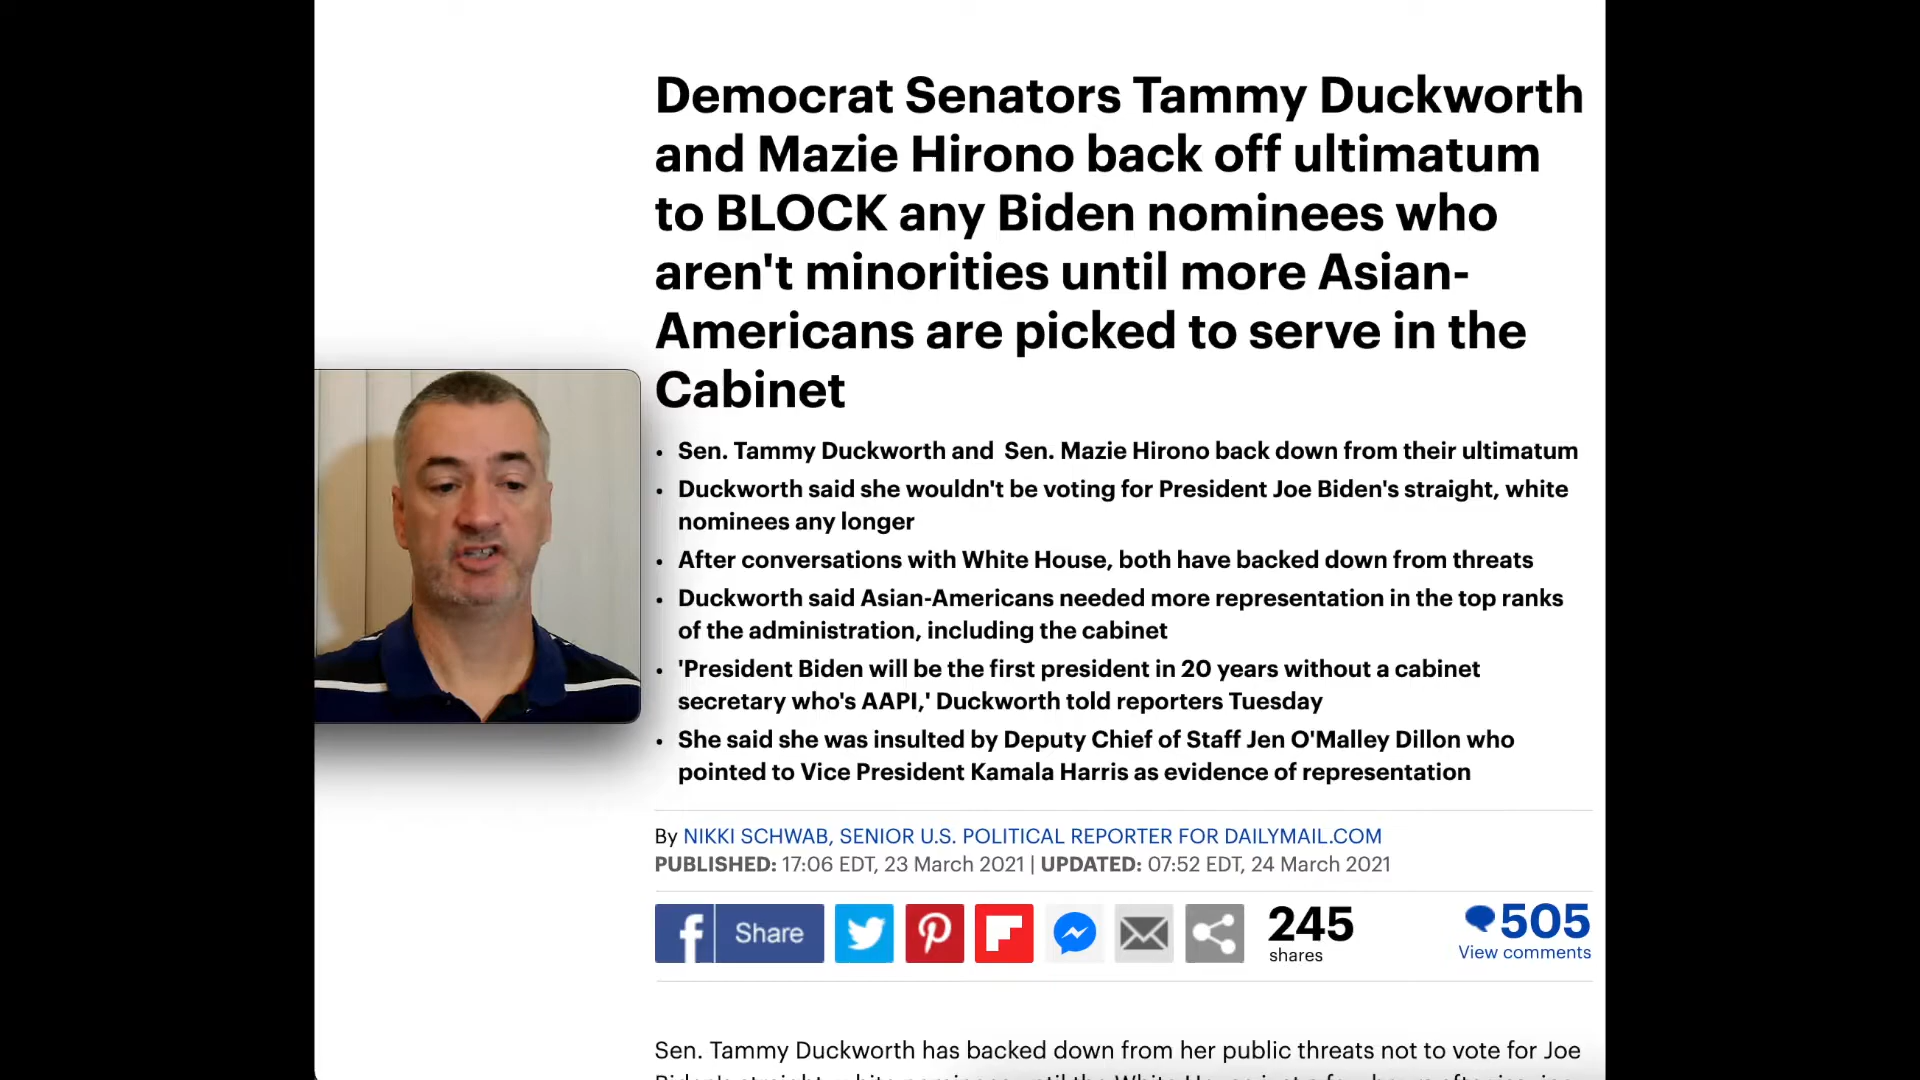 Democrat Senators Tammy Duckworth
and Mazie Hirono back off ultimatum
to BLOCK any Biden nominees who
aren't minorities until more Asian-
Americans are picked to serve in the
Cabinet
• Sen. Tammy Duckworth and Sen. Mazie Hirono back down from their ultimatum
• Duckworth said she wouldn't be voting for President Joe Biden's straight, white
nominees any longer
• After conversations with White House, both have backed down from threats
• Duckworth said Asian-Americans needed more representation in the top ranks
of the administration, including the cabinet
• 'President Biden will be the first president in 20 years without a cabinet
secretary who's AAPI,' Duckworth told reporters Tuesday
• She said she was insulted by Deputy Chief of Staff Jen O'Malley Dillon who
pointed to Vice President Kamala Harris as evidence of representation
By NIKKI SCHWAB, SENIOR U.S. POLITICAL REPORTER FOR DAILYMAIL.COM
PUBLISHED: 17:06 EDT, 23 March 2021 | UPDATED: 07:52 EDT, 24 March 2021
Share
245
shares
505
View comments
Sen. Tammy Duckworth has backed down from her public threats not to vote for Joe